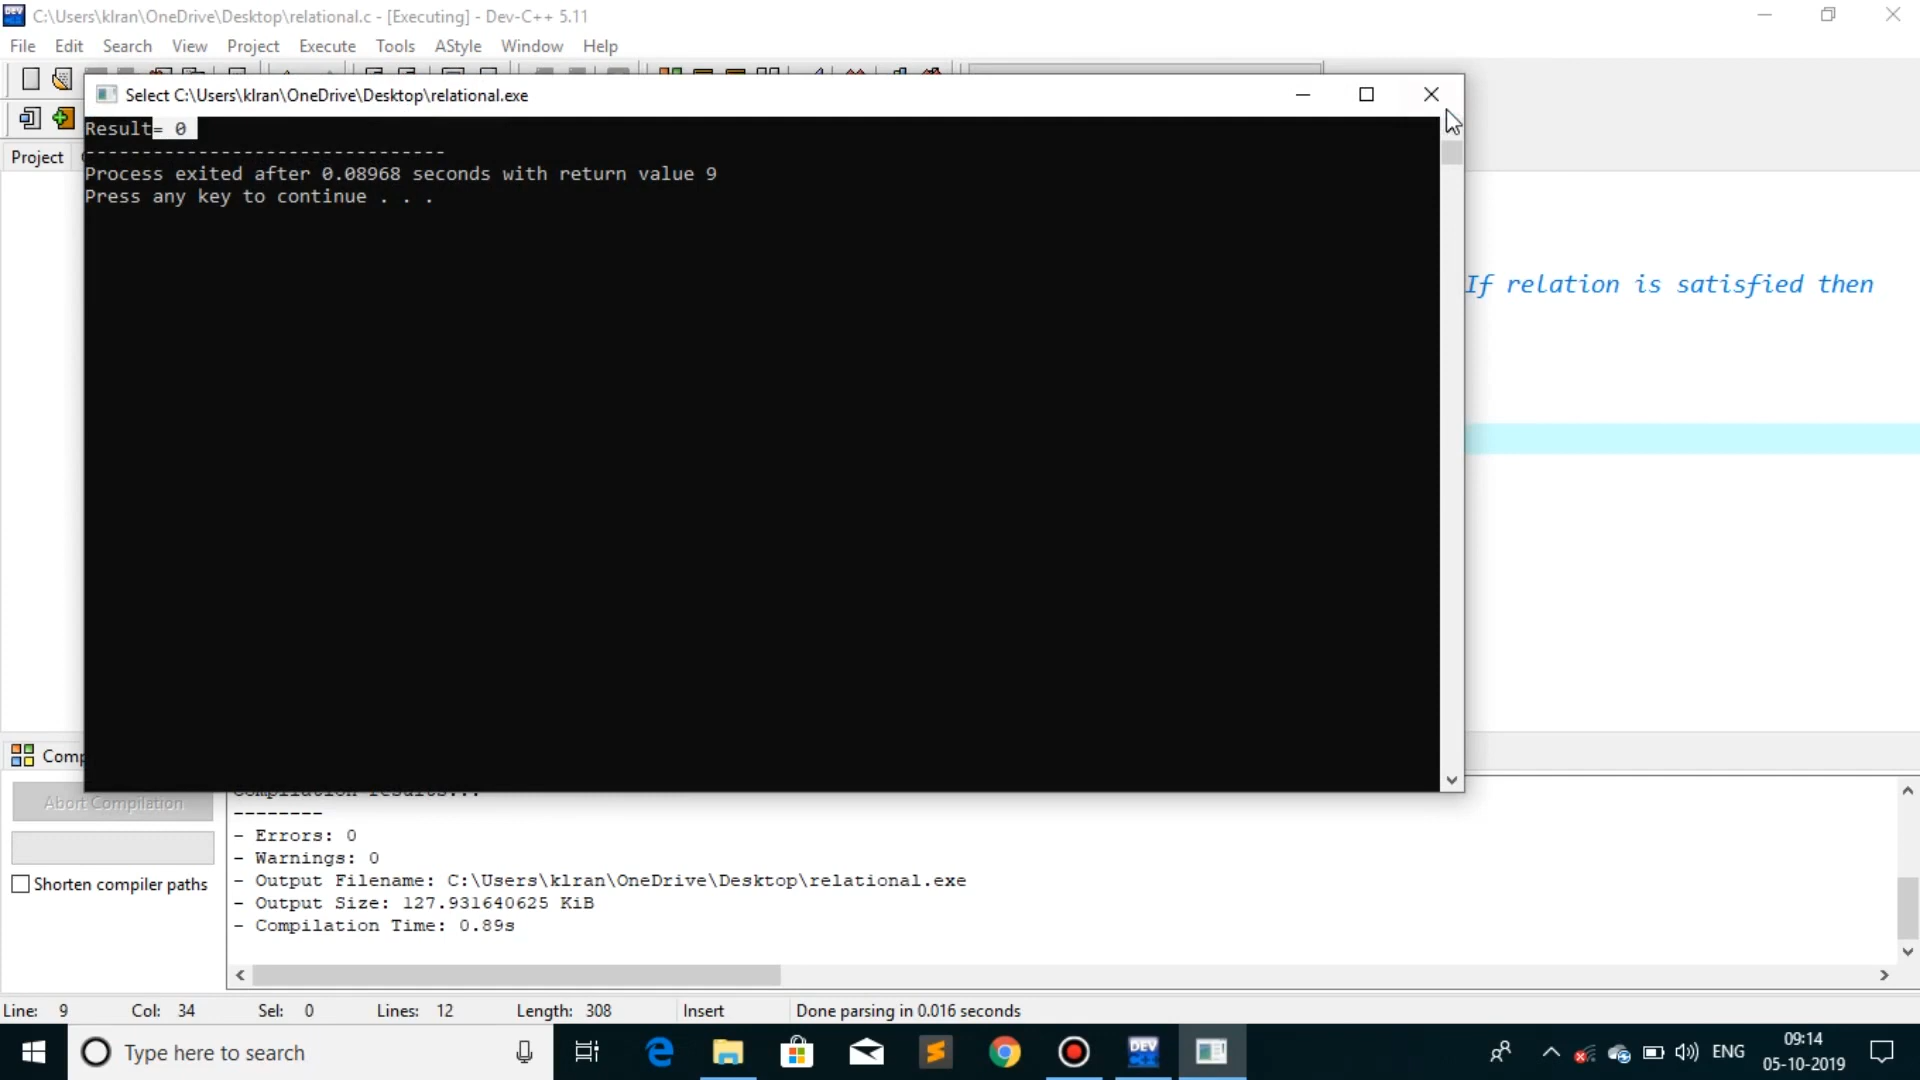 C:\Users\klran\OneDrive\Desktop\relational.c - [Executing] - Dev-C++ 5.11
File Edit Search View Project Execute Tools AStyle Window Help
Select C:\Users\klran\OneDrive\Desktop\relational.exe
Result= 0
--------------------------------
Process exited after 0.08968 seconds with return value 9
Press any key to continue . . .
Project
If relation is satisfied then
Comp
Abort Compilation
Shorten compiler paths
Compilation results...
--------
- Errors: 0
- Warnings: 0
- Output Filename: C:\Users\klran\OneDrive\Desktop\relational.exe
- Output Size: 127.931640625 KiB
- Compilation Time: 0.89s
Line: 9 Col: 34 Sel: 0 Lines: 12 Length: 308 Insert Done parsing in 0.016 seconds
Type here to search
DEV
ENG
09:14
05-10-2019